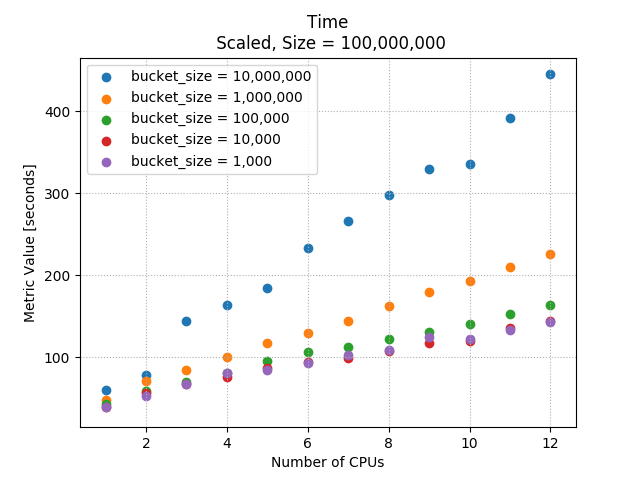 Time
Scaled, Size = 100,000,000
bucket_size = 10,000,000
bucket_size = 1,000,000
bucket_size = 100,000
bucket_size = 10,000
bucket_size = 1,000
Metric Value [seconds]
400
300
200
100
2 4 6 8 10 12
Number of CPUs